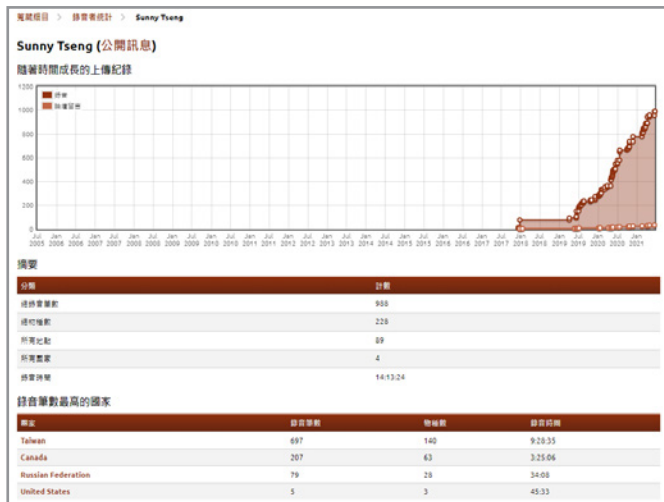 蒐藏細目 > 錄音者統計 > Sunny Tseng
Sunny Tseng (公開訊息)
隨著時間成長的上傳紀錄
1200
1000
800
600
400
200
0
錄音
Jul Jan Jul Jan Jul Jan Jul Jan Jul Jan Jul Jan Jul Jan Jul Jan Jul Jan Jul Jan Jul Jan Jul Jan Jul Jan Jul Jan Jul Jan Jul Jan
2005 2006 2006 2007 2007 2008 2008 2009 2009 2010 2010 2011 2011 2012 2012 2013 2013 2014 2014 2015 2015 2016 2016 2017 2017 2018 2018 2019 2019 2020 2020 2021
摘要
分類 計數
總錄音筆數 988
總物種數 228
所有地點 89
所有國家 4
錄音時間 14:13:24
錄音筆數最高的國家
國家 錄音筆數 物種數 錄音時間
Taiwan 697 140 9:28:35
Canada 207 63 3:25:06
Russian Federation 79 28 34:08
United States 5 3 45:33